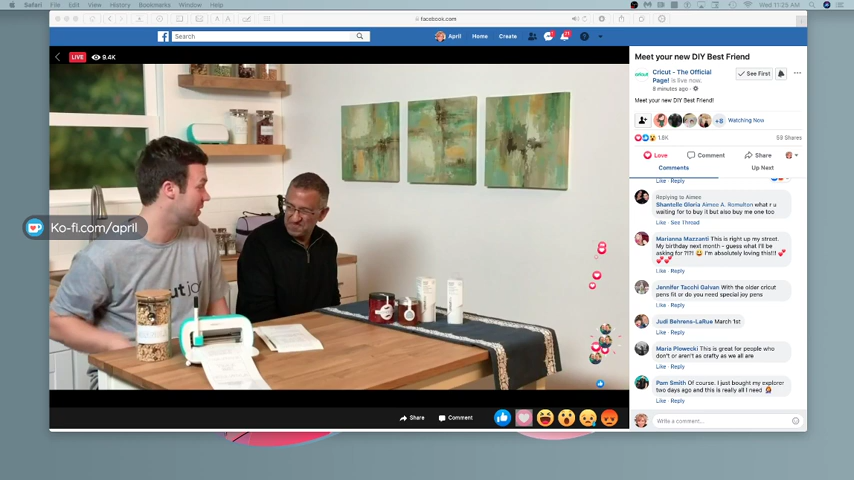 Safari File Edit View History Bookmarks Window Help
Wed 11:25 AM
facebook.com
Search
April Home Create
LIVE 9.4K
Ko-fi.com/april
Share Comment
Meet your new DIY Best Friend
Cricut - The Official
Page! is live now.
8 minutes ago
See First
Meet your new DIY Best Friend!
+8 Watching Now
1.5K
59 Shares
Love Comment Share
Comments Up Next
Like · Reply
Replying to Aimee
Shantelle Gloria Aimee A. Romulton what r u
waiting for to buy it but also buy me one too
Like · See Thread
Marianna Mazzanti This is right up my street.
My birthday next month - guess what I'll be
asking for ?!?! I'm absolutely loving this!!!
Like · Reply
Jennifer Tacchi Galvan With the older cricut
pens fit or do you need special joy pens
Like · Reply
Judi Behrens-LaRue March 1st
Like · Reply
Maria Plowecki This is great for people who
don't or aren't as crafty as we all are
Like · Reply
Pam Smith Of course. I just bought my explorer
two days ago and this is really all I need
Like · Reply
Write a comment...